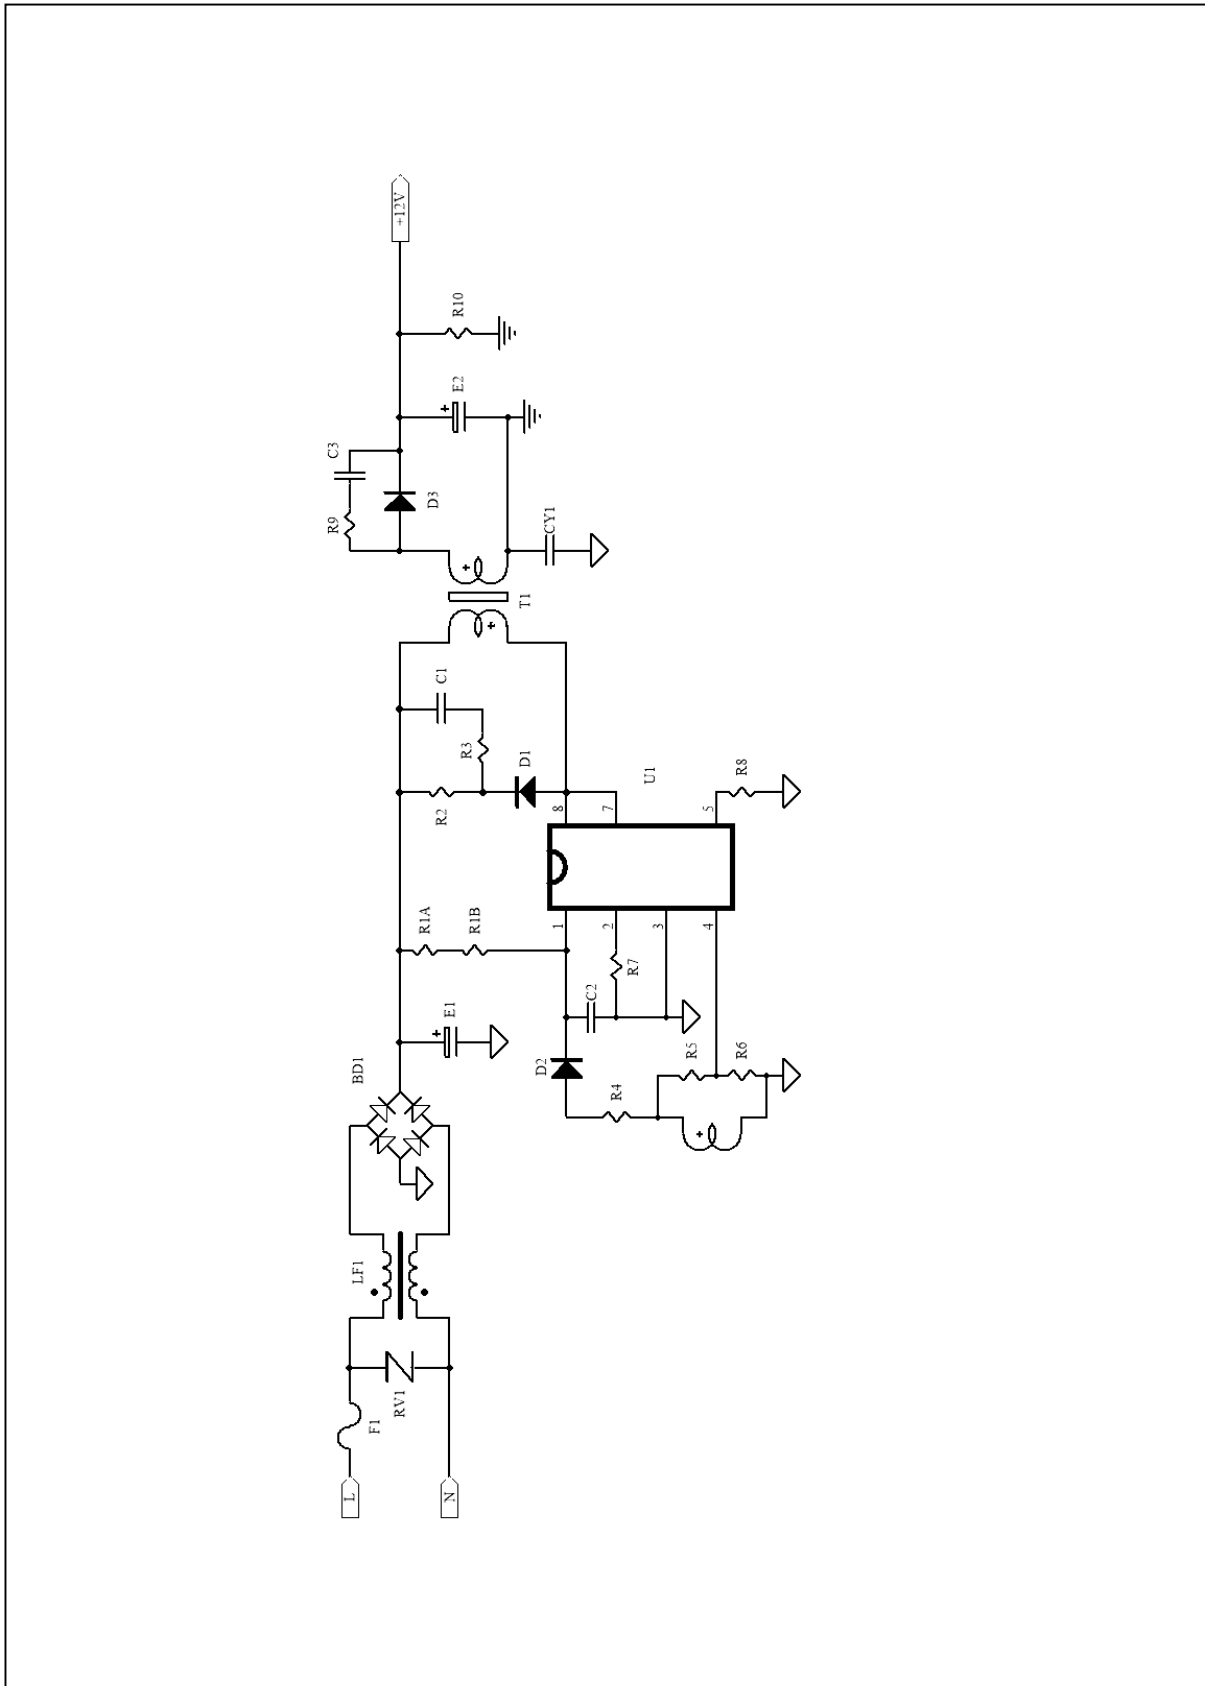 L
N
F1
RV1
LF1
BD1
E1
R1A
R1B
R2
R3
C1
D1
T1
R9
C3
D3
CY1
E2
R10
+12V
D2
R4
R5
R6
C2
R7
1
2
3
4
8
7
5
U1
R8
+
+
+
+
+